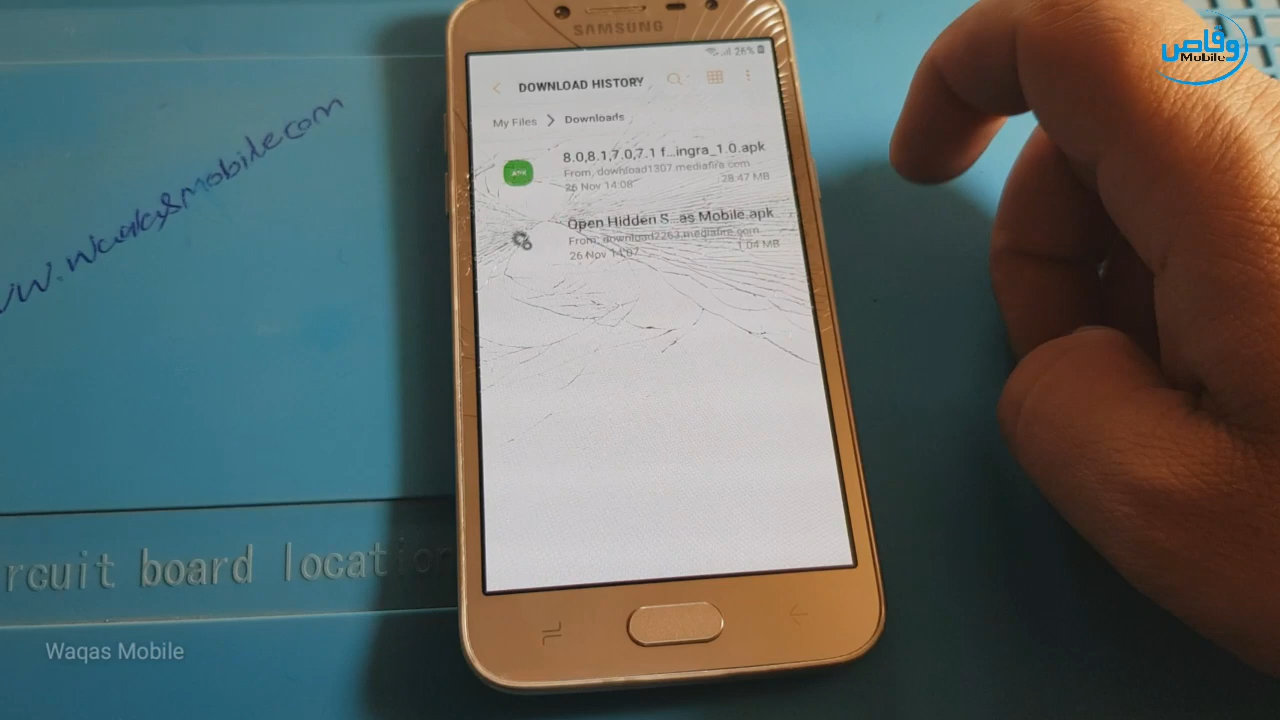 وقاص
Mobile
SAMSUNG
26%
DOWNLOAD HISTORY
My Files > Downloads
8.0,8.1,7.0,7.1 f...ingra_1.0.apk
From, download1307.mediafire.com
26 Nov 14:08
28.47 MB
APK
Open Hidden S...as Mobile.apk
From, download2263.mediafire.com
26 Nov 14:07
1.04 MB
rcuit board locatio
Waqas Mobile